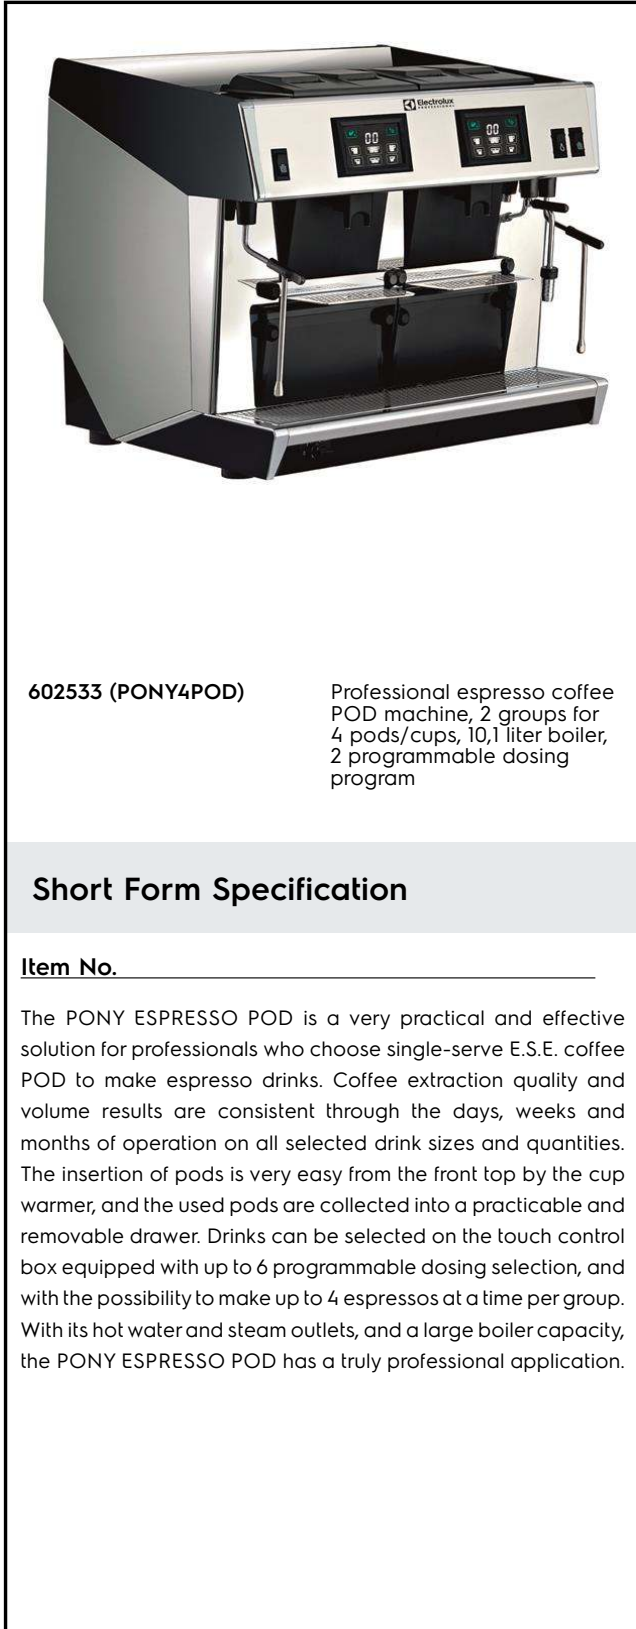 Electrolux
PROFESSIONAL
00
00
602533 (PONY4POD)
Professional espresso coffee
POD machine, 2 groups for
4 pods/cups, 10,1 liter boiler,
2 programmable dosing
program
Short Form Specification
Item No.
The PONY ESPRESSO POD is a very practical and effective
solution for professionals who choose single-serve E.S.E. coffee
POD to make espresso drinks. Coffee extraction quality and
volume results are consistent through the days, weeks and
months of operation on all selected drink sizes and quantities.
The insertion of pods is very easy from the front top by the cup
warmer, and the used pods are collected into a practicable and
removable drawer. Drinks can be selected on the touch control
box equipped with up to 6 programmable dosing selection, and
with the possibility to make up to 4 espressos at a time per group.
With its hot water and steam outlets, and a large boiler capacity,
the PONY ESPRESSO POD has a truly professional application.